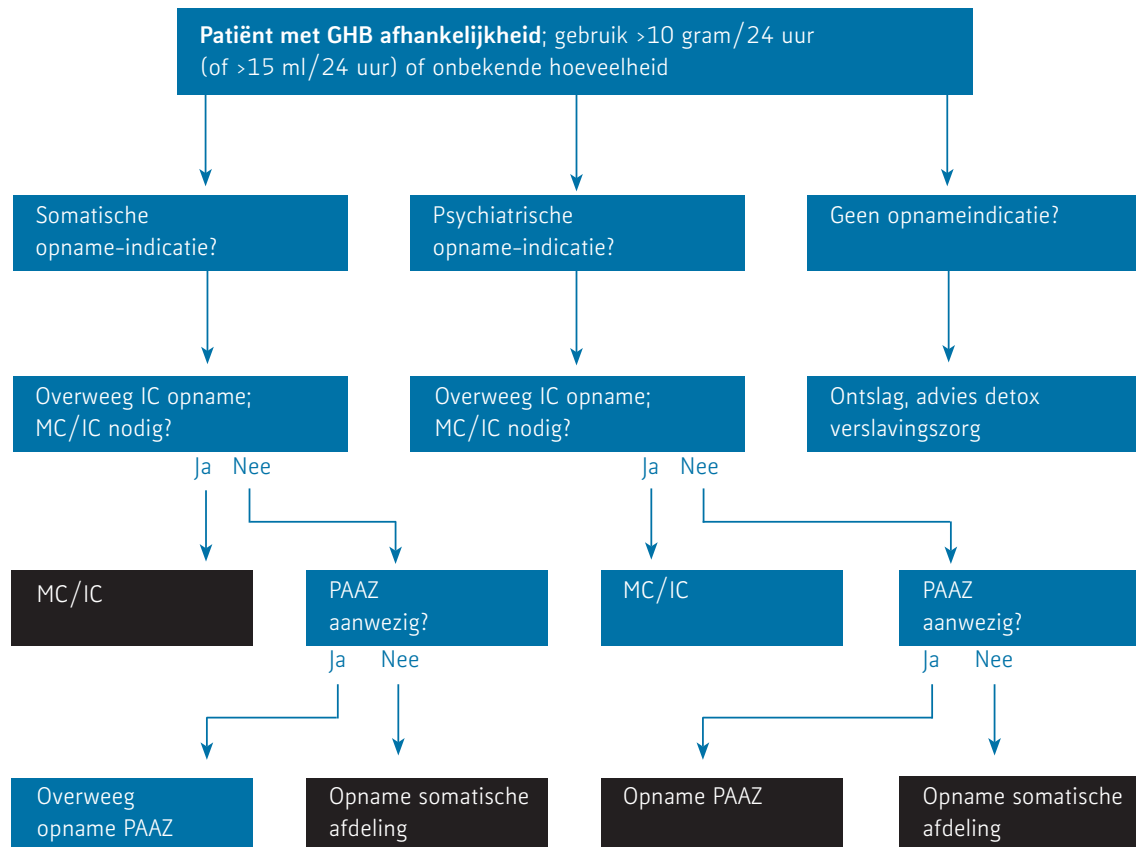 Patiënt met GHB afhankelijkheid; gebruik >10 gram/24 uur
(of >15 ml/24 uur) of onbekende hoeveelheid
Somatische
opname-indicatie?
Psychiatrische
opname-indicatie?
Geen opnameindicatie?
Overweeg IC opname;
MC/IC nodig?
Overweeg IC opname;
MC/IC nodig?
Ontslag, advies detox
verslavingszorg
Ja Nee
Ja Nee
MC/IC
PAAZ
aanwezig?
MC/IC
PAAZ
aanwezig?
Ja Nee
Ja Nee
Overweeg
opname PAAZ
Opname somatische
afdeling
Opname PAAZ
Opname somatische
afdeling